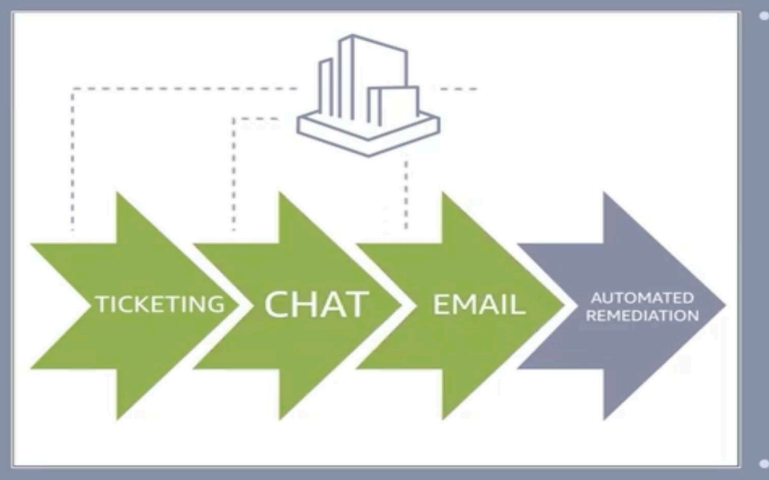 TICKETING
CHAT
EMAIL
AUTOMATED
REMEDIATION